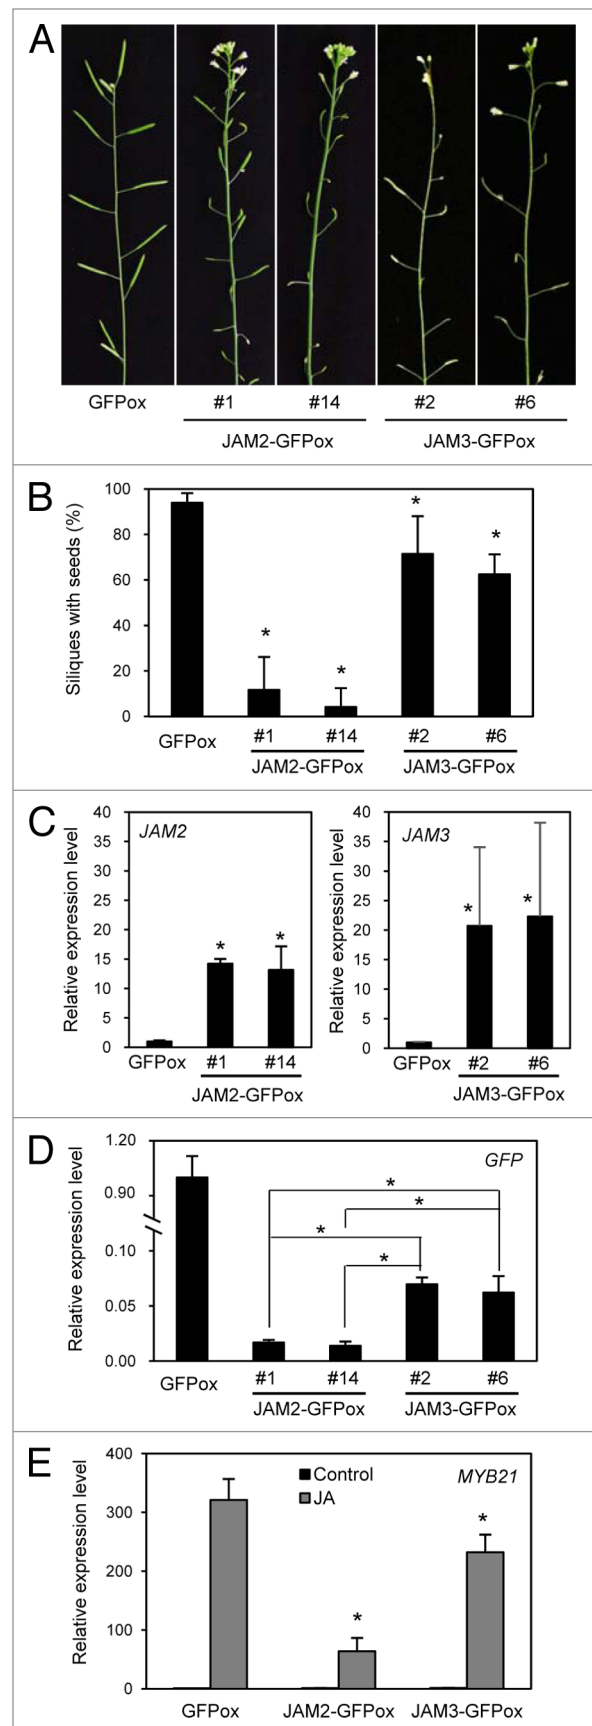 A
GFPox #1 #14 #2 #6
JAM2-GFPox JAM3-GFPox
B
Siliques with seeds (%)
100
80
60
40
20
0
*
*
*
*
GFPox #1 #14 #2 #6
JAM2-GFPox JAM3-GFPox
C
Relative expression level
40
35
30
25
20
15
10
5
0
JAM2
* *
GFPox #1 #14
JAM2-GFPox
Relative expression level
40
35
30
25
20
15
10
5
0
JAM3
* *
GFPox #2 #6
JAM3-GFPox
D
Relative expression level
1.20
0.90
0.10
0.05
0.00
GFP
*
*
*
*
GFPox #1 #14 #2 #6
JAM2-GFPox JAM3-GFPox
E
Relative expression level
400
300
200
100
0
Control
JA
MYB21
*
*
GFPox JAM2-GFPox JAM3-GFPox